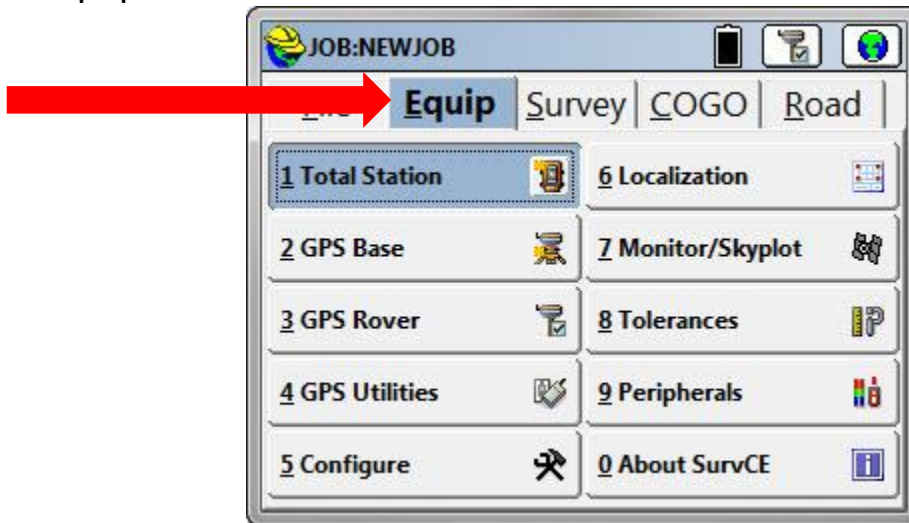 JOB:NEWJOB
Equip Survey COGO Road
1 Total Station 6 Localization
2 GPS Base 7 Monitor/Skyplot
3 GPS Rover 8 Tolerances
4 GPS Utilities 9 Peripherals
5 Configure 0 About SurvCE